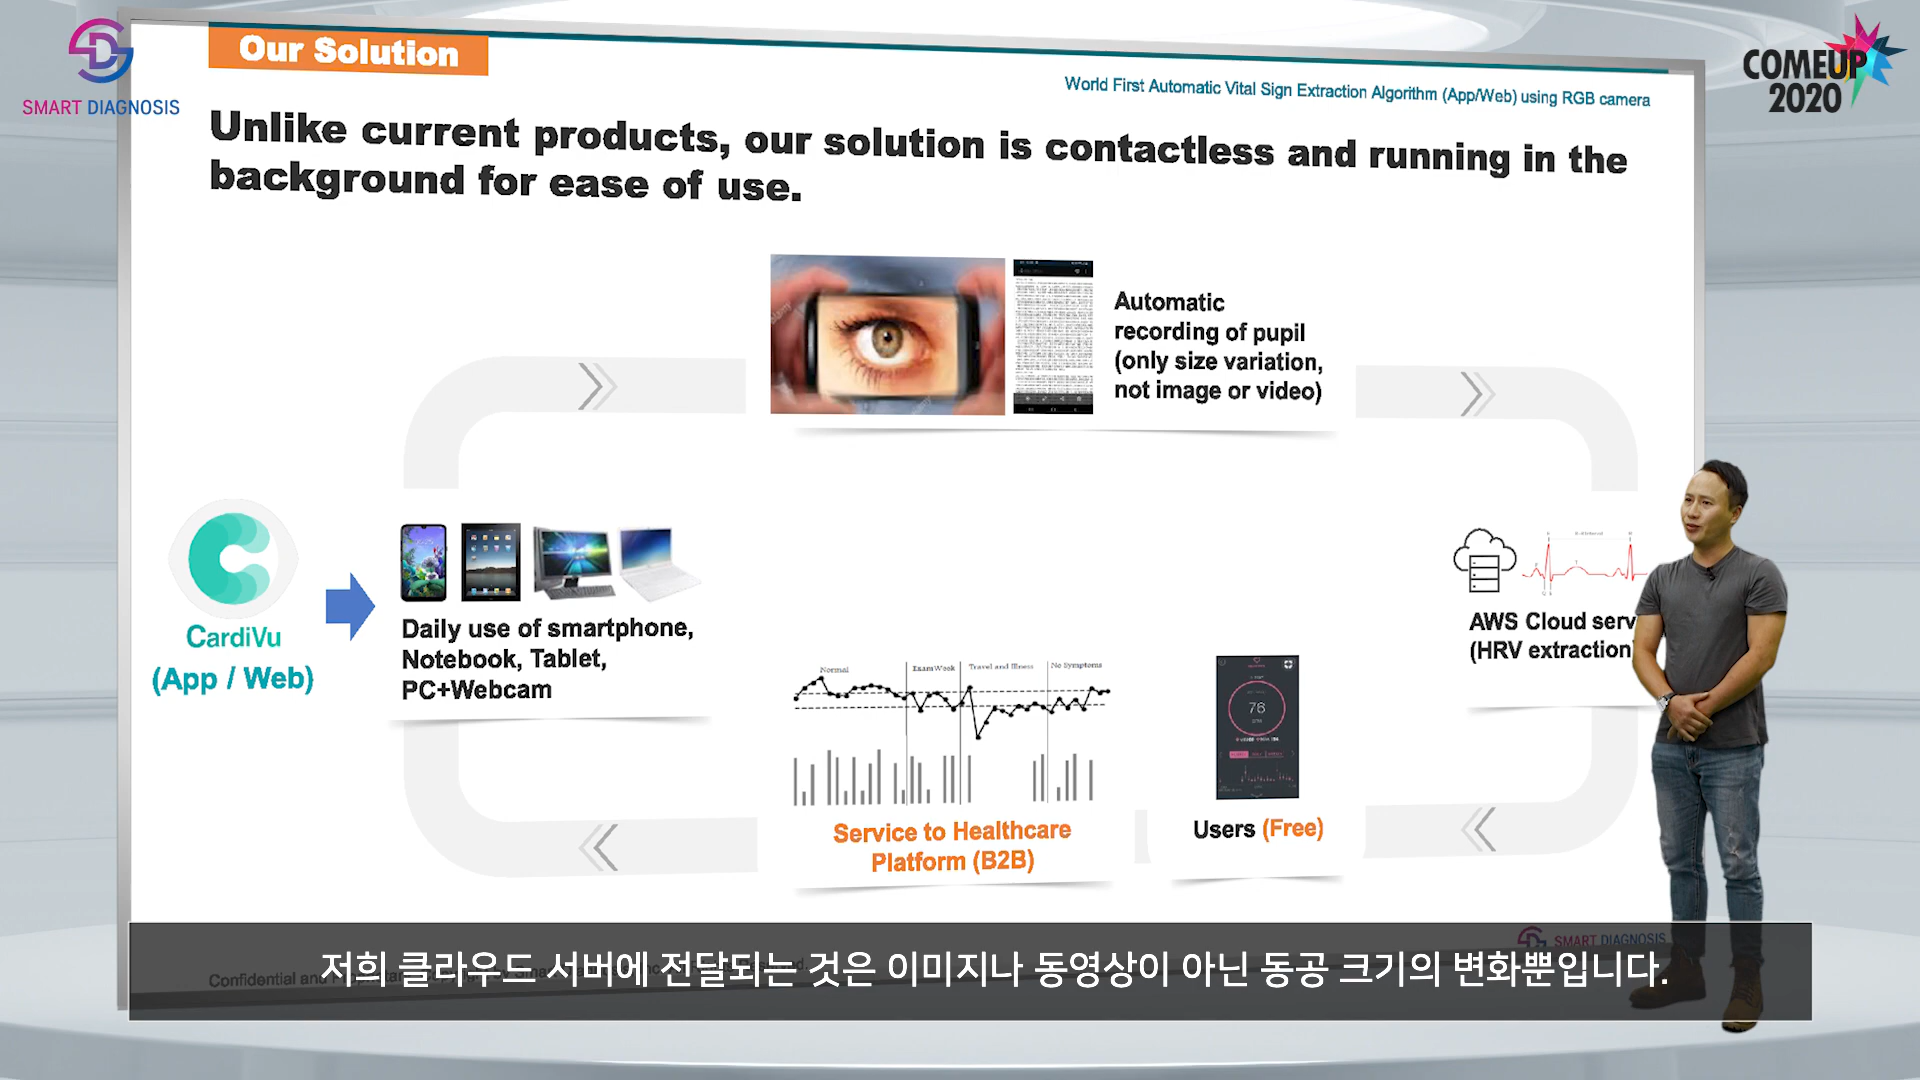 SMART DIAGNOSIS
Our Solution
COMEUP
2020
World First Automatic Vital Sign Extraction Algorithm (App/Web) using RGB camera
Unlike current products, our solution is contactless and running in the
background for ease of use.
Automatic
recording of pupil
(only size variation,
not image or video)
CardiVu
(App / Web)
Daily use of smartphone,
Notebook, Tablet,
PC+Webcam
AWS Cloud serv
(HRV extraction)
Normal
Exam Week
Travel and Illness
No Symptoms
Service to Healthcare
Platform (B2B)
76
Users (Free)
SMART DIAGNOSIS
Confidential and
저희 클라우드 서버에 전달되는 것은 이미지나 동영상이 아닌 동공 크기의 변화뿐입니다.